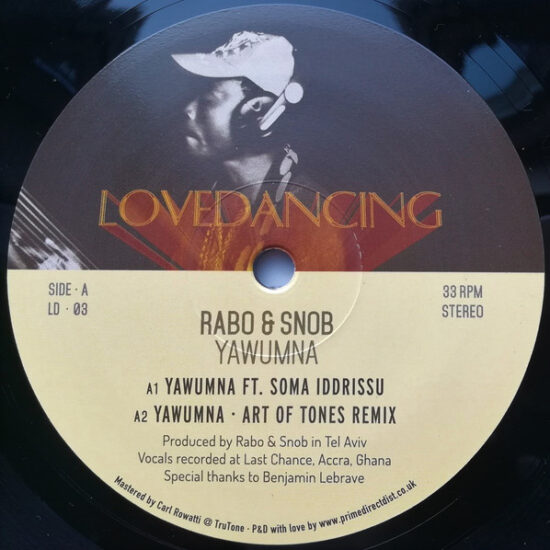 LOVEDANCING
SIDE · A
LD · 03
33 RPM
STEREO
RABO & SNOB
YAWUMNA
A1 YAWUMNA FT. SOMA IDDRISSU
A2 YAWUMNA · ART OF TONES REMIX
Produced by Rabo & Snob in Tel Aviv
Vocals recorded at Last Chance, Accra, Ghana
Special thanks to Benjamin Lebrave
Mastered by Carl Rowatti @ TruTone - P&D with love by www.primedirectdist.co.uk